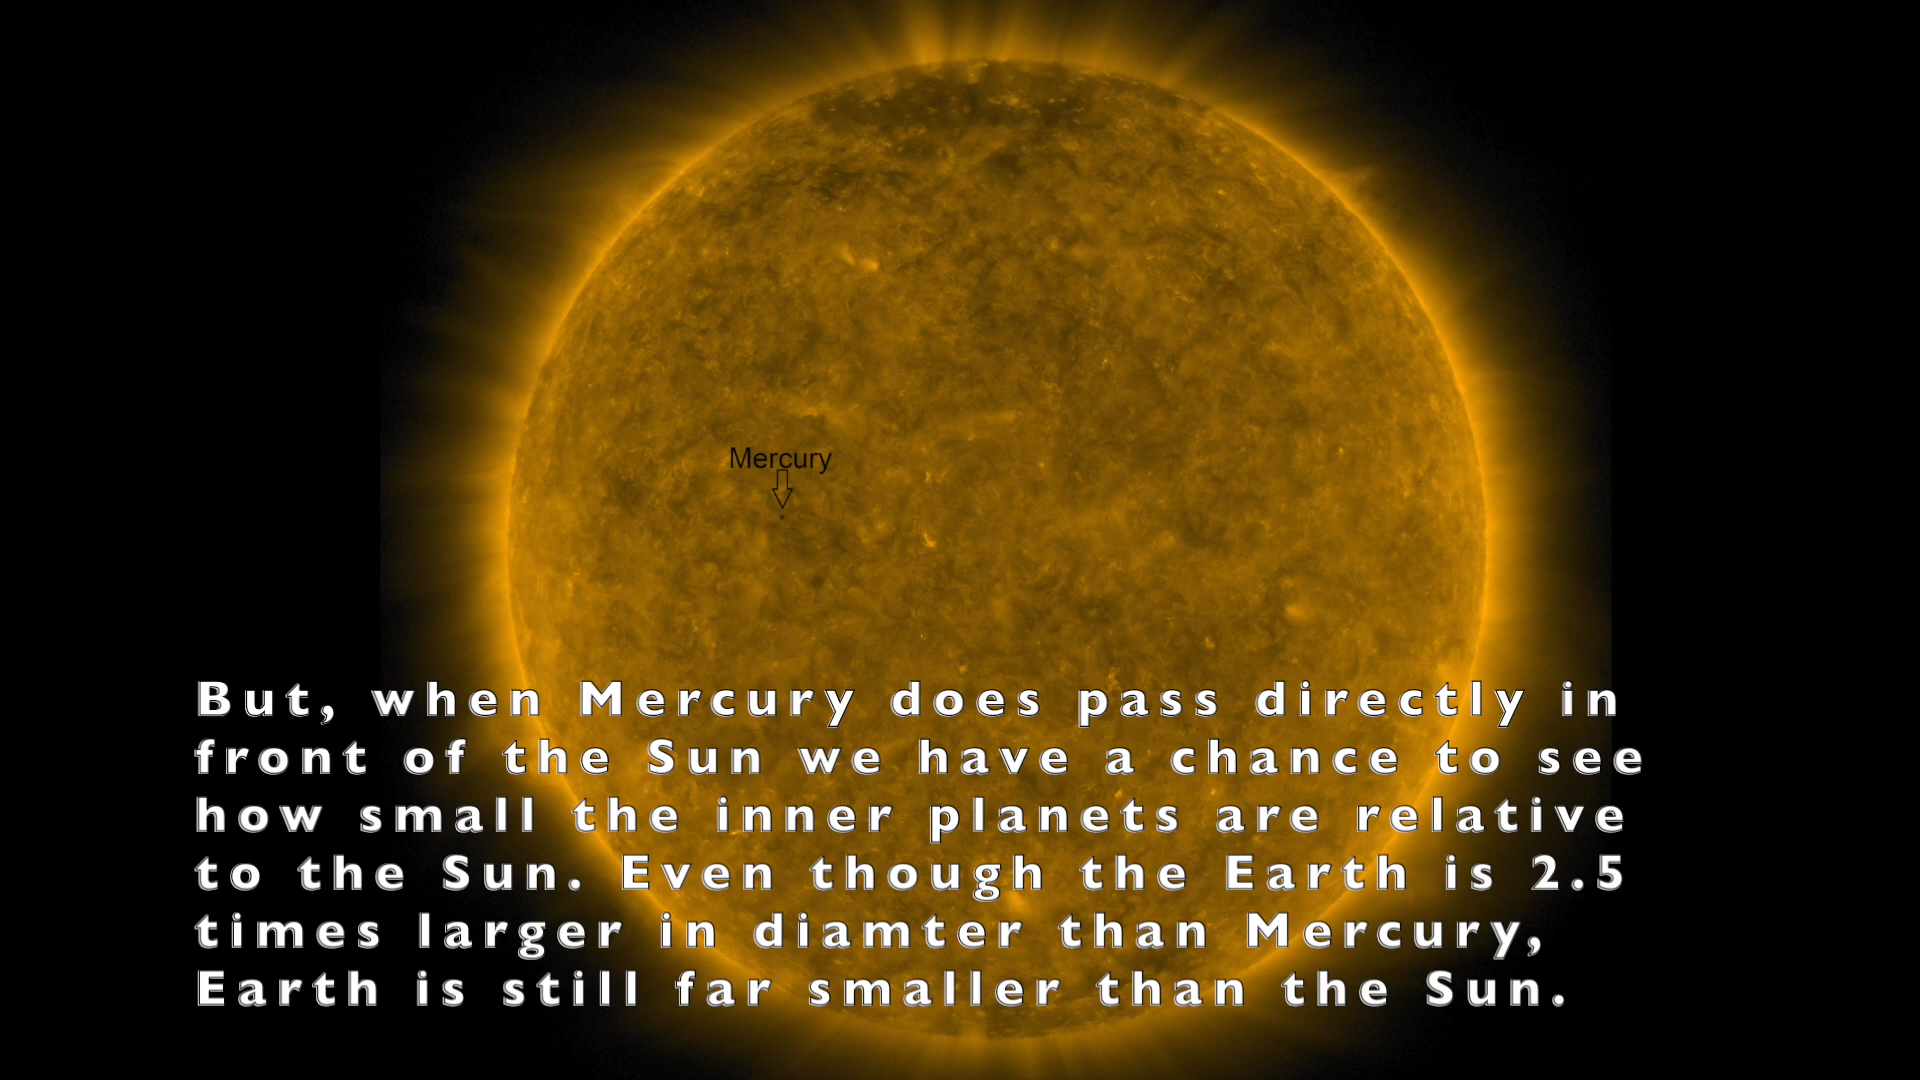 Mercury
But, when Mercury does pass directly in
front of the Sun we have a chance to see
how small the inner planets are relative
to the Sun. Even though the Earth is 2.5
times larger in diamter than Mercury,
Earth is still far smaller than the Sun.